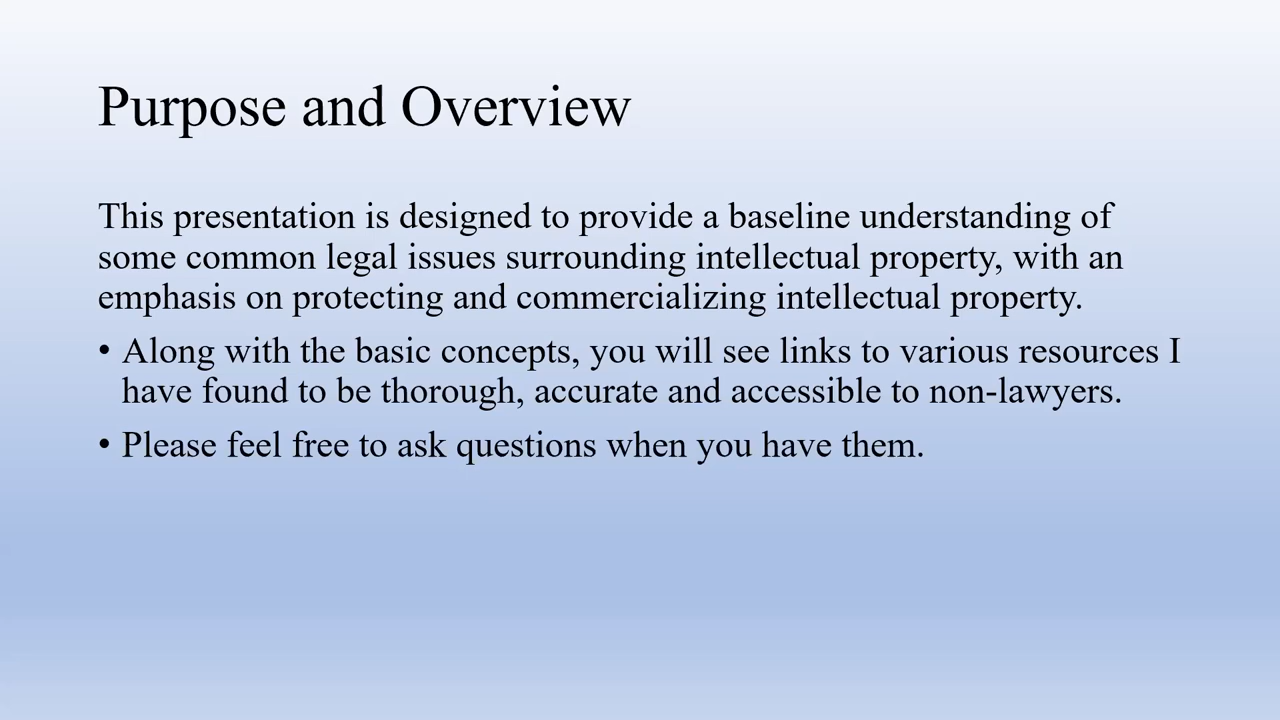 Purpose and Overview
This presentation is designed to provide a baseline understanding of
some common legal issues surrounding intellectual property, with an
emphasis on protecting and commercializing intellectual property.
• Along with the basic concepts, you will see links to various resources I
have found to be thorough, accurate and accessible to non-lawyers.
• Please feel free to ask questions when you have them.